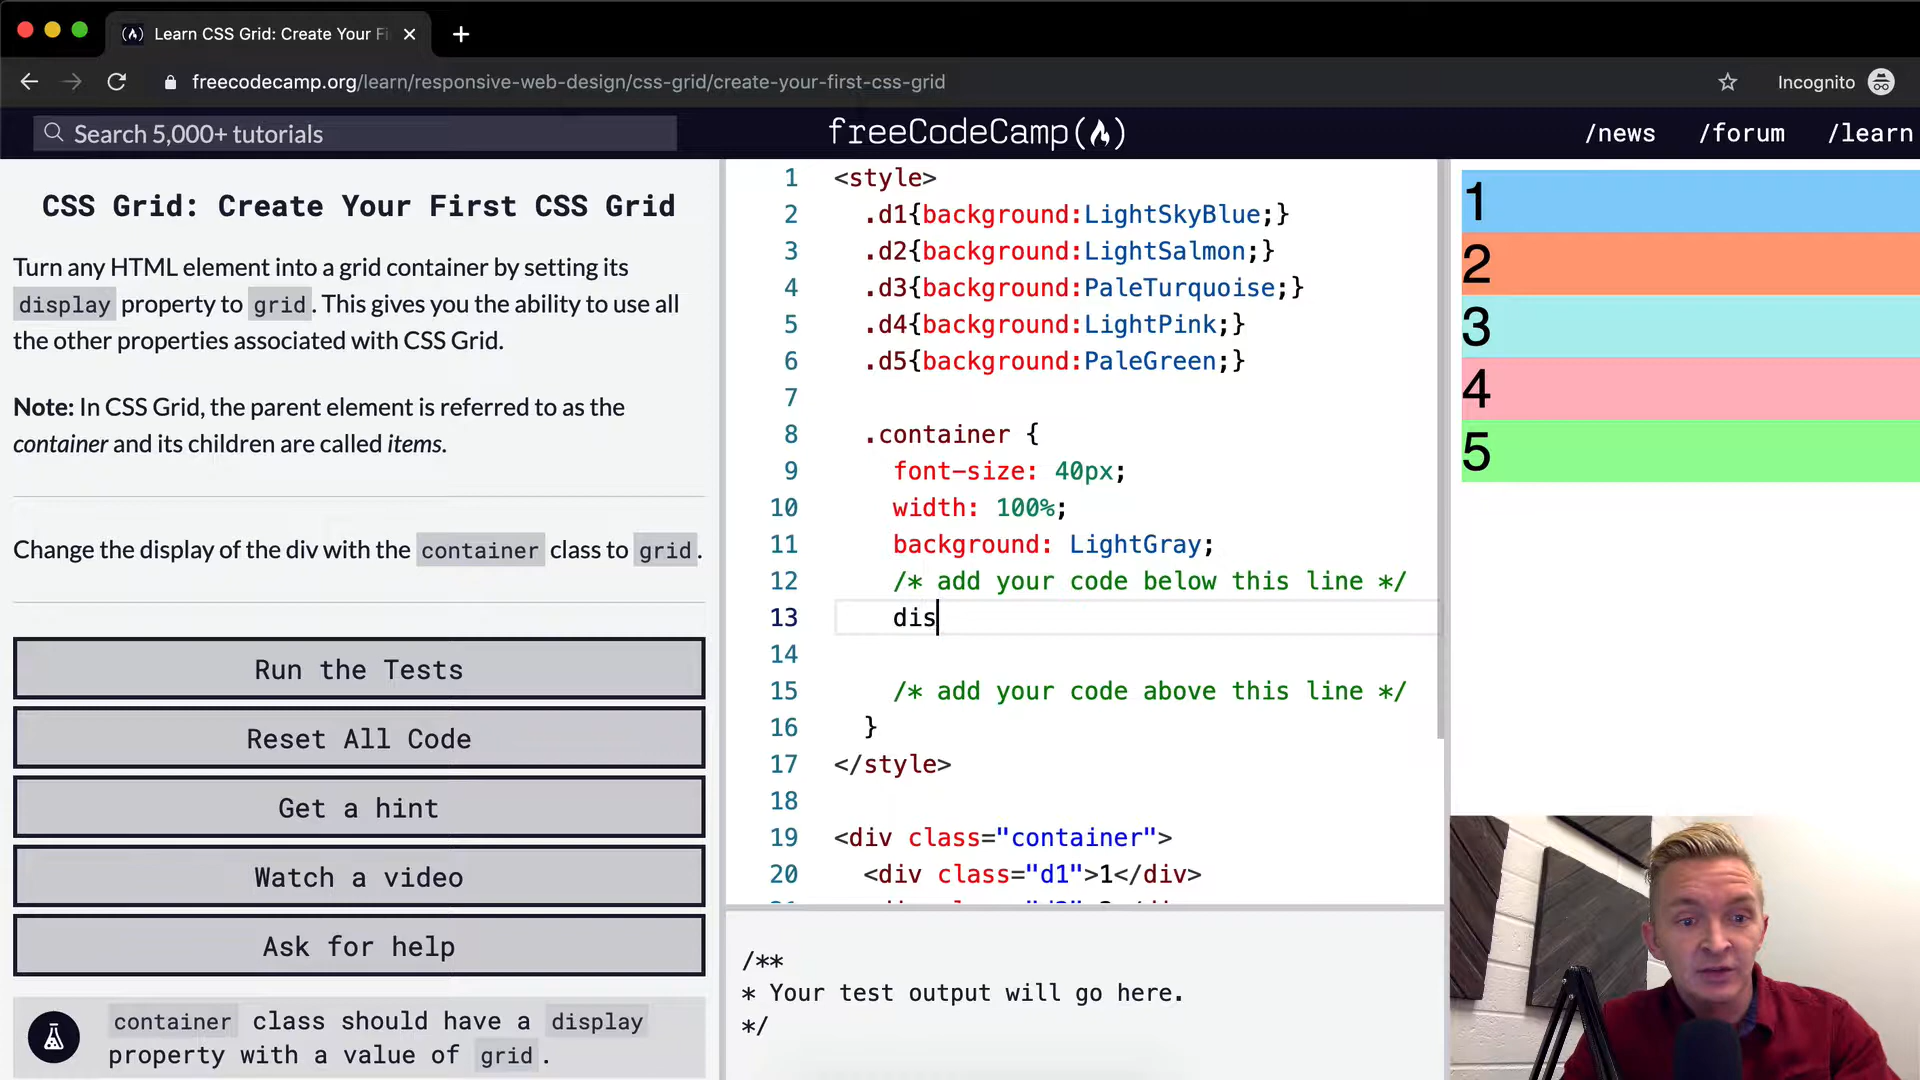 Learn CSS Grid: Create Your Fi
freecodecamp.org/learn/responsive-web-design/css-grid/create-your-first-css-grid
Incognito
Search 5,000+ tutorials
freeCodeCamp
/news
/forum
/learn
CSS Grid: Create Your First CSS Grid
Turn any HTML element into a grid container by setting its
display property to grid. This gives you the ability to use all
the other properties associated with CSS Grid.
Note: In CSS Grid, the parent element is referred to as the
container and its children are called items.
Change the display of the div with the container class to grid.
Run the Tests
Reset All Code
Get a hint
Watch a video
Ask for help
container class should have a display
property with a value of grid.
1 <style>
2 .d1{background:LightSkyBlue;}
3 .d2{background:LightSalmon;}
4 .d3{background:PaleTurquoise;}
5 .d4{background:LightPink;}
6 .d5{background:PaleGreen;}
7
8 .container {
9 font-size: 40px;
10 width: 100%;
11 background: LightGray;
12 /* add your code below this line */
13 dis
14
15 /* add your code above this line */
16 }
17 </style>
18
19 <div class="container">
20 <div class="d1">1</div>
/**
* Your test output will go here.
*/
1
2
3
4
5